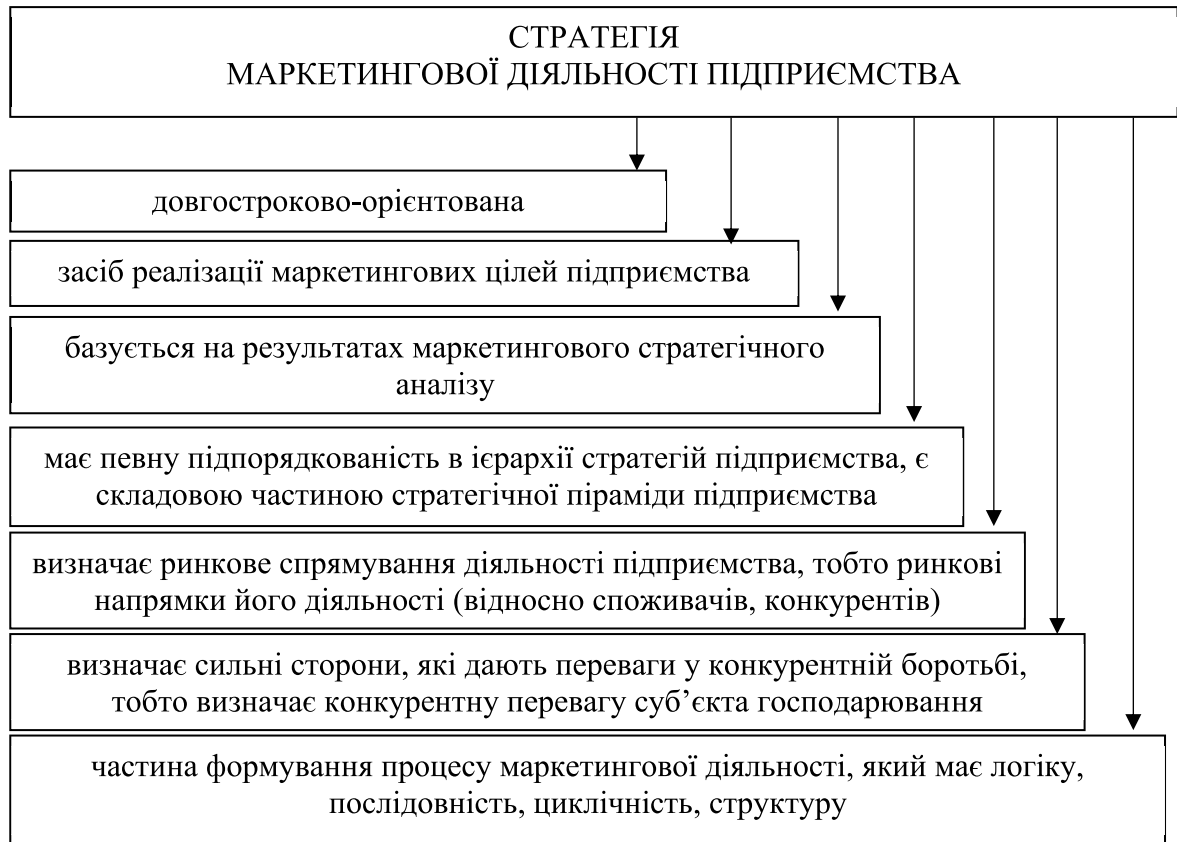 СТРАТЕГІЯ
МАРКЕТИНГОВОЇ ДІЯЛЬНОСТІ ПІДПРИЄМСТВА
довгостроково-орієнтована
засіб реалізації маркетингових цілей підприємства
базується на результатах маркетингового стратегічного
аналізу
має певну підпорядкованість в ієрархії стратегій підприємства, є
складовою частиною стратегічної піраміди підприємства
визначає ринкове спрямування діяльності підприємства, тобто ринкові
напрямки його діяльності (відносно споживачів, конкурентів)
визначає сильні сторони, які дають переваги у конкурентній боротьбі,
тобто визначає конкурентну перевагу суб’єкта господарювання
частина формування процесу маркетингової діяльності, який має логіку,
послідовність, циклічність, структуру